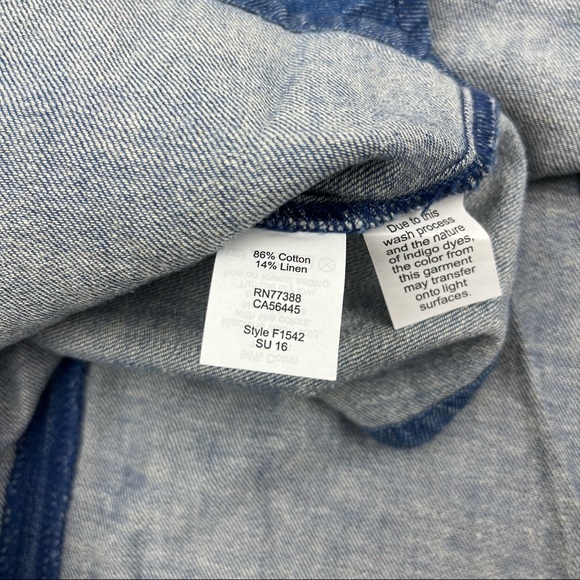 86% Cotton
14% Linen
RN77388
CA56445
Style F1542
SU 16
Due to this
wash process
and the nature
of indigo dyes,
the color from
this garment
may transfer
onto light
surfaces.